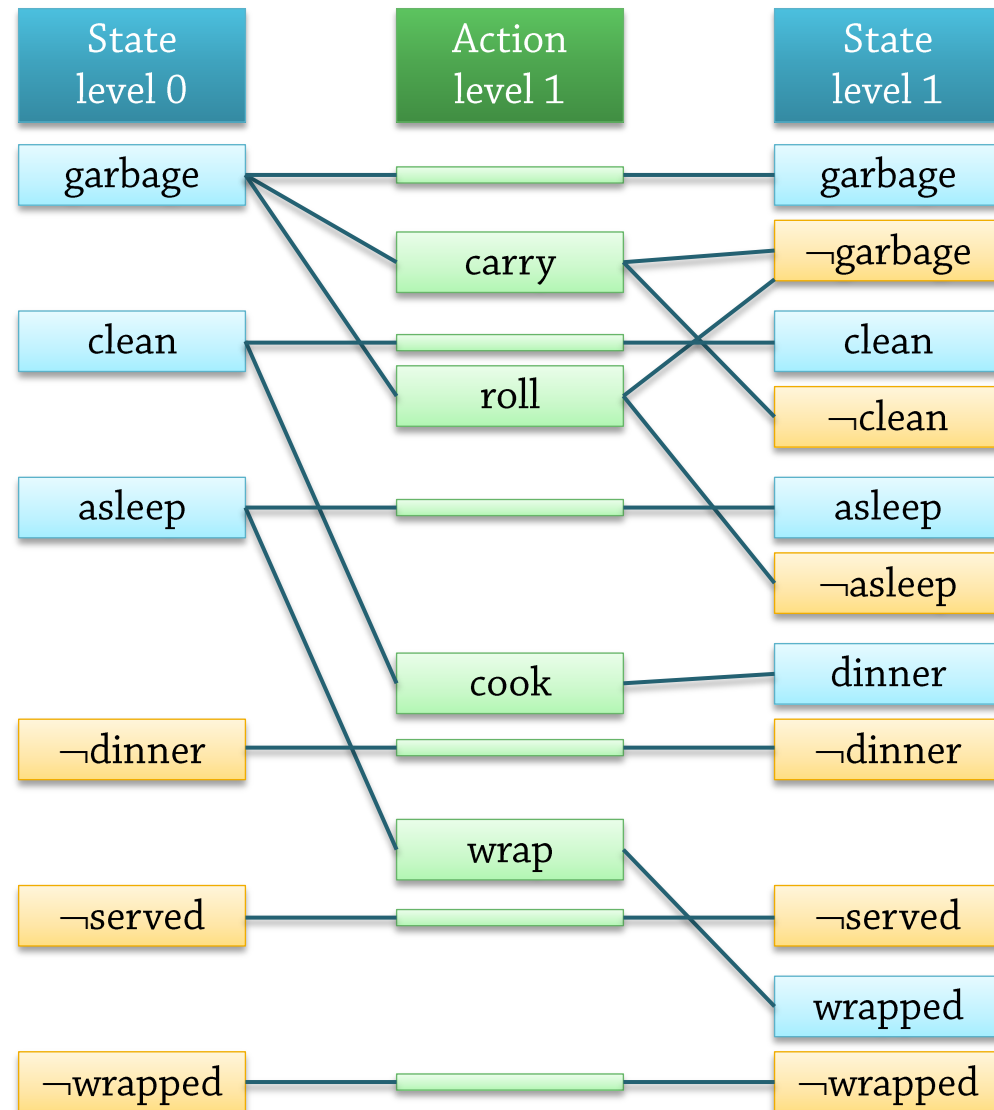 State
level 0
Action
level 1
State
level 1
garbage
garbage
carry
¬garbage
clean
clean
roll
¬clean
asleep
asleep
¬asleep
cook
dinner
¬dinner
¬dinner
wrap
¬served
¬served
wrapped
¬wrapped
¬wrapped